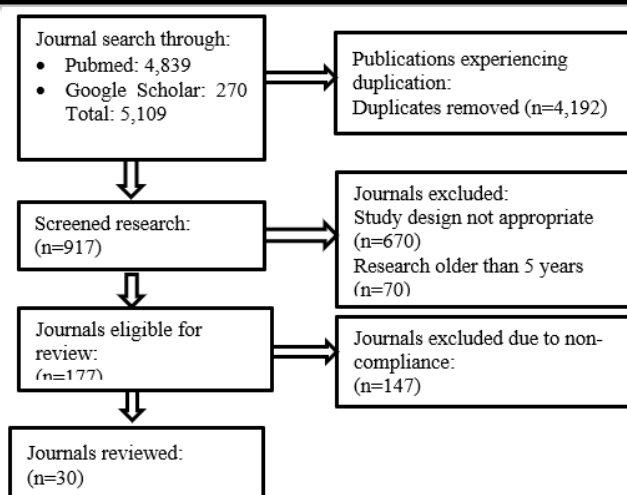 Journal search through:
• Pubmed: 4,839
• Google Scholar: 270
Total: 5,109
Publications experiencing
duplication:
Duplicates removed (n=4,192)
Screened research:
(n=917)
Journals excluded:
Study design not appropriate
(n=670)
Research older than 5 years
(n=70)
Journals eligible for
review:
(n=177)
Journals excluded due to non-
compliance:
(n=147)
Journals reviewed:
(n=30)